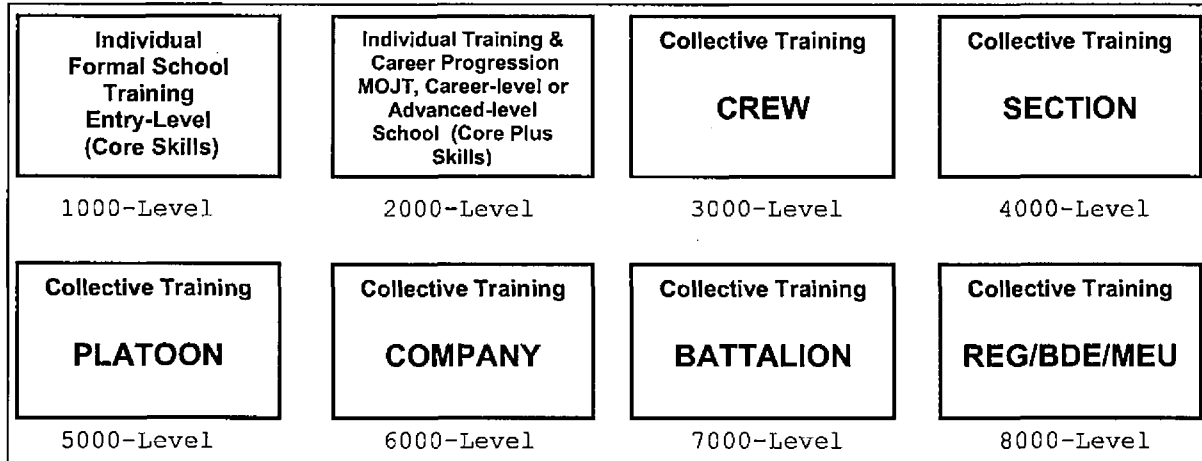 Individual
Formal School
Training
Entry-Level
(Core Skills)
1000-Level
Individual Training &
Career Progression
MOJT, Career-level or
Advanced-level
School (Core Plus
Skills)
2000-Level
Collective Training
CREW
3000-Level
Collective Training
SECTION
4000-Level
Collective Training
PLATOON
5000-Level
Collective Training
COMPANY
6000-Level
Collective Training
BATTALION
7000-Level
Collective Training
REG/BDE/MEU
8000-Level